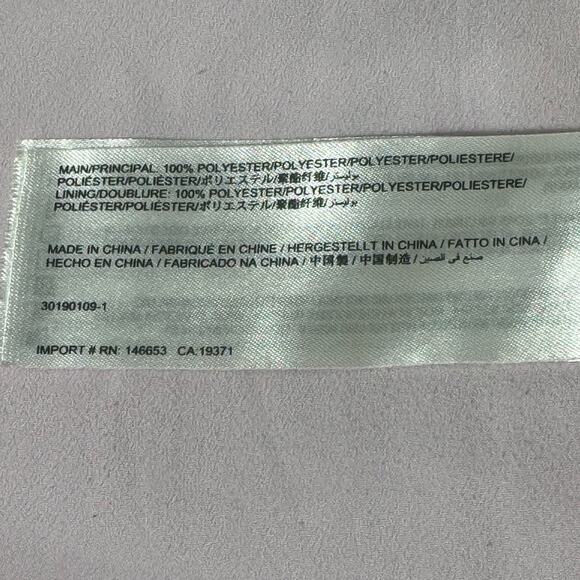 MAIN/PRINCIPAL: 100% POLYESTER/POLYESTER/POLYESTER/POLIESTERE/
POLIÉSTER/POLIÉSTER/ポリエステル/聚酯纤维/بوليستر/
LINING/DOUBLURE: 100% POLYESTER/POLYESTER/POLYESTER/POLIESTERE/
POLIÉSTER/POLIÉSTER/ポリエステル/聚酯纤维/بوليستر/
MADE IN CHINA / FABRIQUÉ EN CHINE / HERGESTELLT IN CHINA / FATTO IN CINA /
HECHO EN CHINA / FABRICADO NA CHINA / 中国製 / 中国制造 / صنع في الصين /
30190109-1
IMPORT # RN: 146653 CA:19371